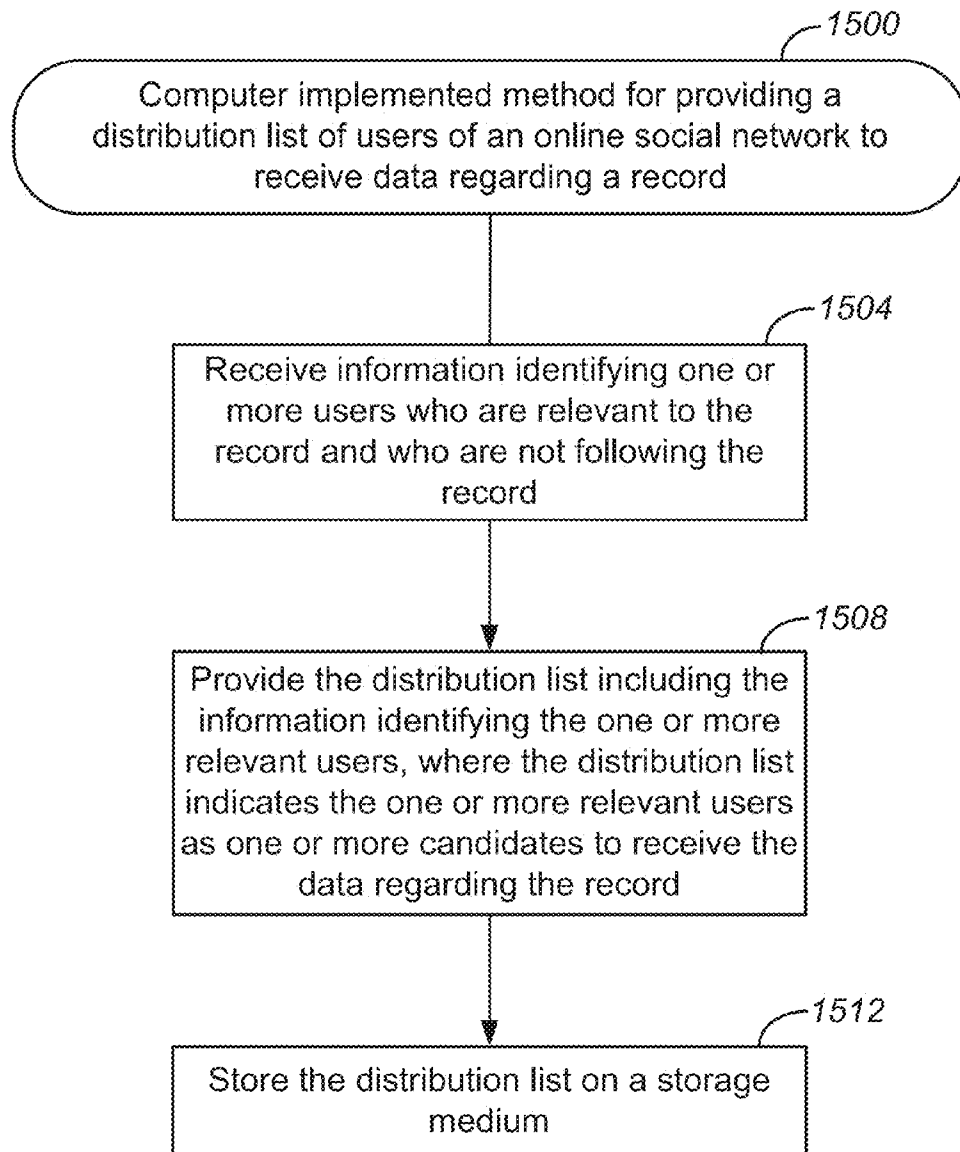 1500
Computer implemented method for providing a
distribution list of users of an online social network to
receive data regarding a record
1504
Receive information identifying one or
more users who are relevant to the
record and who are not following the
record
1508
Provide the distribution list including the
information identifying the one or more
relevant users, where the distribution list
indicates the one or more relevant users
as one or more candidates to receive the
data regarding the record
1512
Store the distribution list on a storage
medium